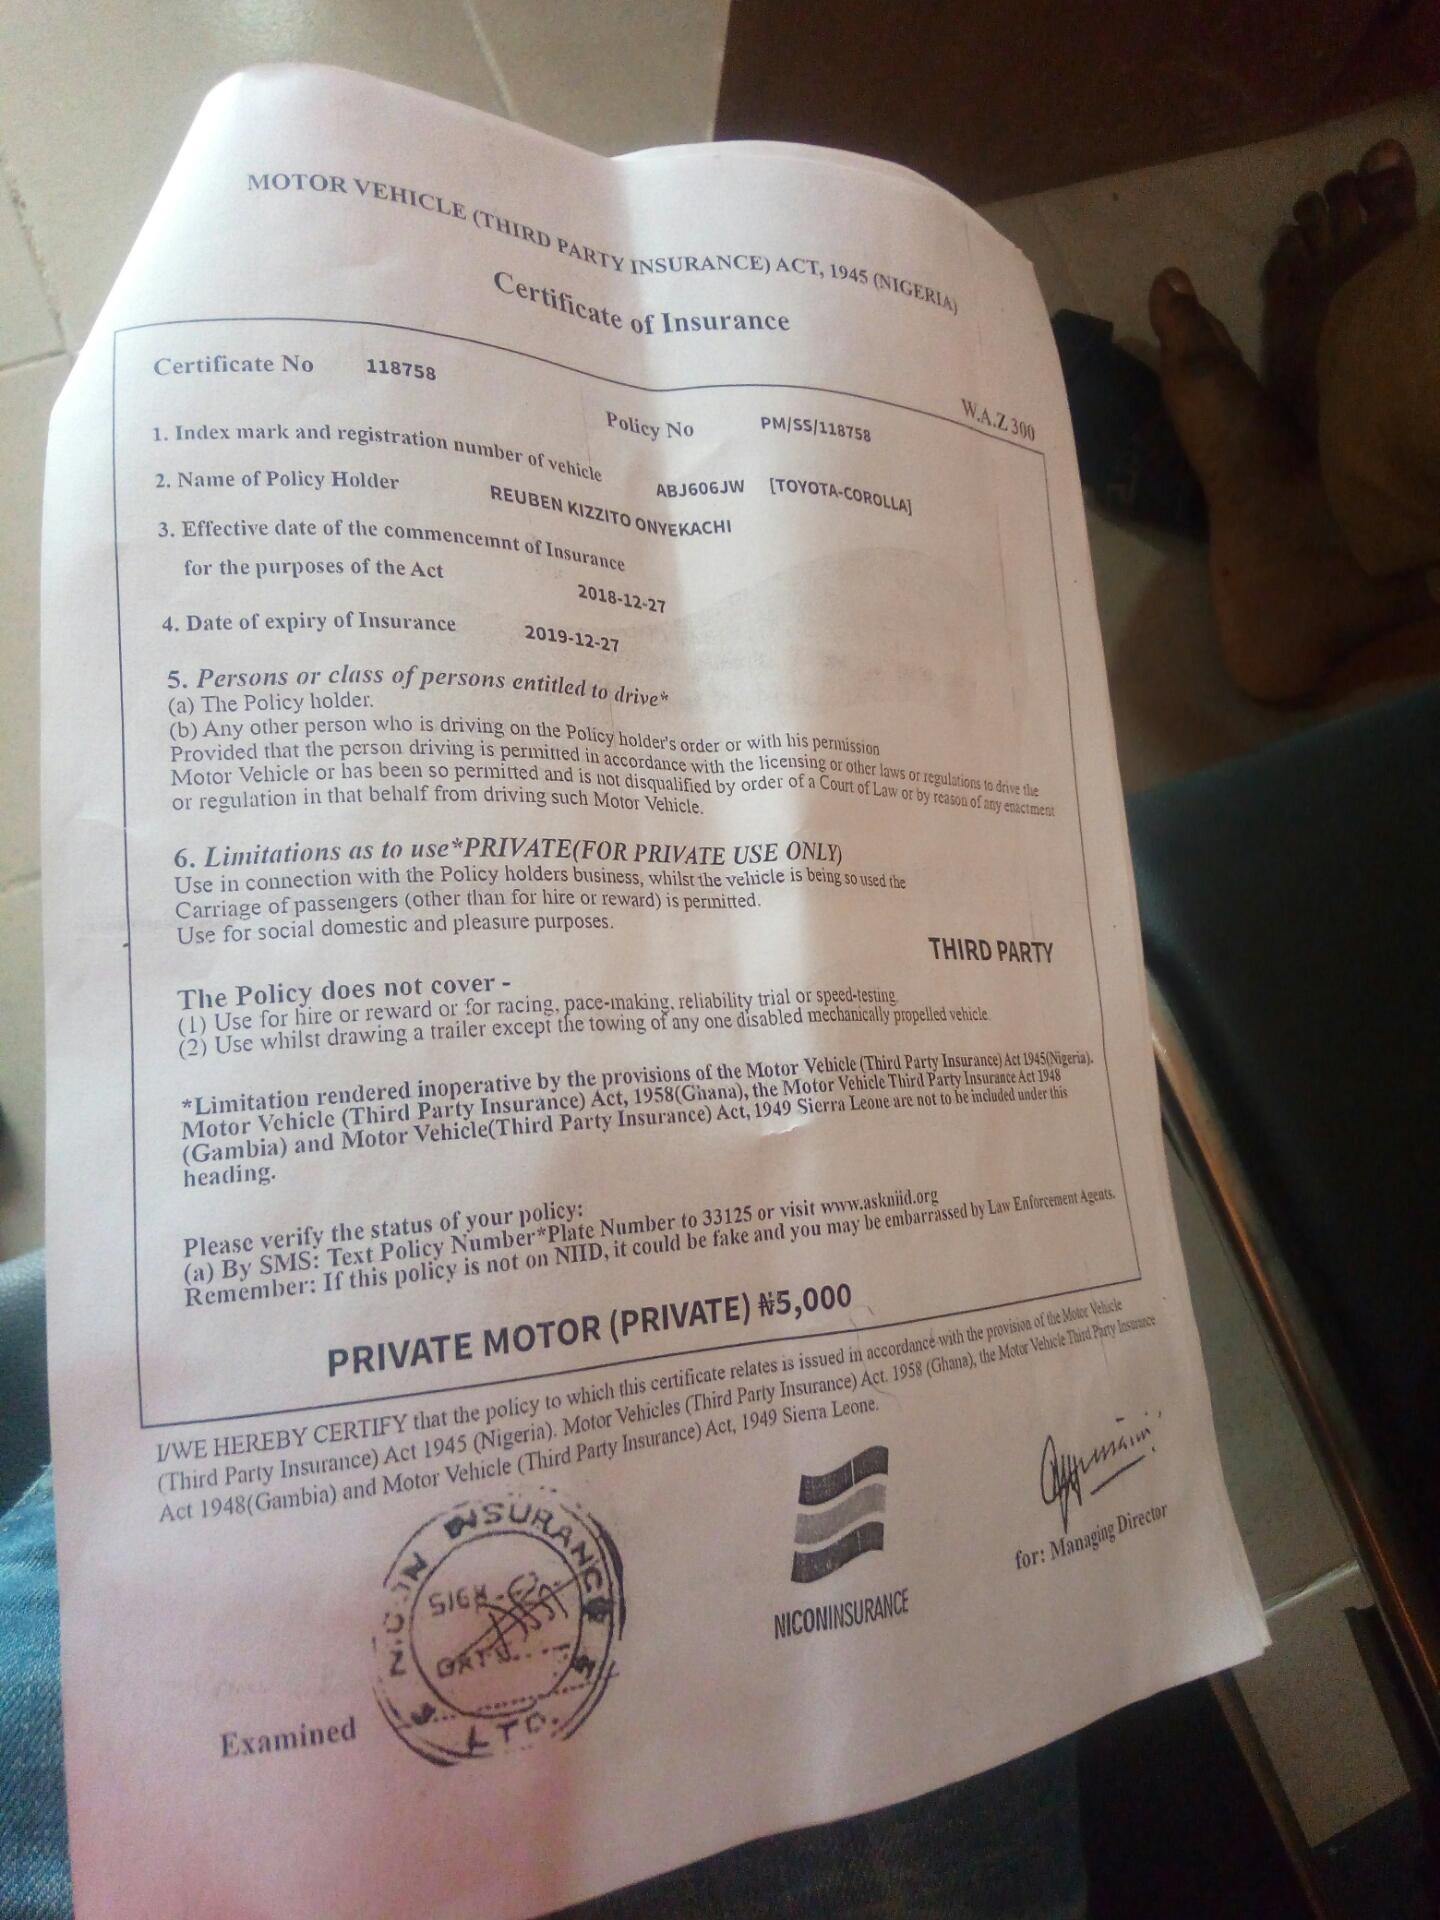 MOTOR VEHICLE (THIRD PARTY INSURANCE) ACT, 1945 (NIGERIA)
Certificate of Insurance
W.A.Z 300
Certificate No 118758
Policy No PM/SS/118758
1. Index mark and registration number of vehicle ABJ606JW [TOYOTA-COROLLA]
2. Name of Policy Holder REUBEN KIZZITO ONYEKACHI
3. Effective date of the commencemnt of Insurance
for the purposes of the Act 2018-12-27
4. Date of expiry of Insurance 2019-12-27
5. Persons or class of persons entitled to drive*
(a) The Policy holder.
(b) Any other person who is driving on the Policy holder's order or with his permission
Provided that the person driving is permitted in accordance with the licensing or other laws or regulations to drive the
Motor Vehicle or has been so permitted and is not disqualified by order of a Court of Law or by reason of any enactment
or regulation in that behalf from driving such Motor Vehicle.
6. Limitations as to use*PRIVATE(FOR PRIVATE USE ONLY)
Use in connection with the Policy holders business, whilst the vehicle is being so used the
Carriage of passengers (other than for hire or reward) is permitted.
Use for social domestic and pleasure purposes.
THIRD PARTY
The Policy does not cover -
(1) Use for hire or reward or for racing, pace-making, reliability trial or speed-testing.
(2) Use whilst drawing a trailer except the towing of any one disabled mechanically propelled vehicle.
*Limitation rendered inoperative by the provisions of the Motor Vehicle (Third Party Insurance) Act 1945(Nigeria).
Motor Vehicle (Third Party Insurance) Act, 1958(Ghana), the Motor Vehicle Third Party Insurance Act 1948
(Gambia) and Motor Vehicle(Third Party Insurance) Act, 1949 Sierra Leone are not to be included under this
heading.
Please verify the status of your policy:
(a) By SMS: Text Policy Number*Plate Number to 33125 or visit www.askniid.org
Remember: If this policy is not on NIID, it could be fake and you may be embarrassed by Law Enforcement Agents.
PRIVATE MOTOR (PRIVATE) ₦5,000
I/WE HEREBY CERTIFY that the policy to which this certificate relates is issued in accordance with the provision of the Motor Vehicle
(Third Party Insurance) Act 1945 (Nigeria). Motor Vehicles (Third Party Insurance) Act. 1958 (Ghana), the Motor Vehicle Third Party Insurance
Act 1948(Gambia) and Motor Vehicle (Third Party Insurance) Act, 1949 Sierra Leone.
INSURANCE
SIGN
DATE
LTD.
NICONINSURANCE
for: Managing Director
Examined